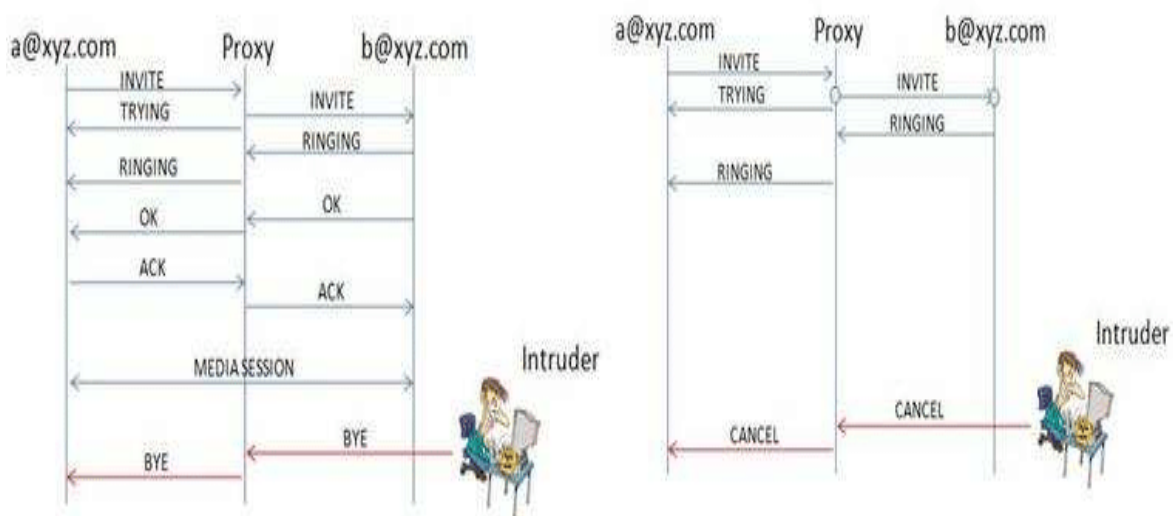 a@xyz.com Proxy b@xyz.com
INVITE
INVITE
TRYING
RINGING
RINGING
OK
OK
ACK
ACK
MEDIA SESSION
Intruder
BYE
BYE
a@xyz.com Proxy b@xyz.com
INVITE
INVITE
TRYING
RINGING
RINGING
Intruder
CANCEL
CANCEL